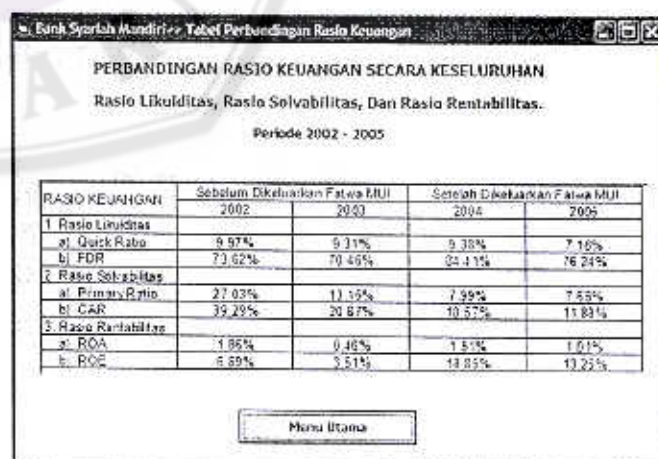 Bank Syariah Mandiri >> Tabel Perbandingan Rasio Keuangan
PERBANDINGAN RASIO KEUANGAN SECARA KESELURUHAN
Rasio Likuiditas, Rasio Solvabilitas, Dan Rasio Rentabilitas.
Periode 2002 - 2005
RASIO KEUANGAN Sebelum Dikeluarkan Fatwa MUI Setelah Dikeluarkan Fatwa MUI
2002 2003 2004 2005
1. Rasio Likuiditas
a). Quick Ratio 9.97% 9.31% 9.38% 7.16%
b). FDR 73.62% 70.46% 76.24%
2. Rasio Solvabilitas
a). Primary Ratio 27.03% 13.15% 7.99%
b). CAR 39.29% 20.87% 10.57% 11.88%
3. Rasio Rentabilitas
a). ROA 1.86% 0.46% 1.51% 1.01%
b). ROE 6.69% 3.51% 13.25%
Menu Utama